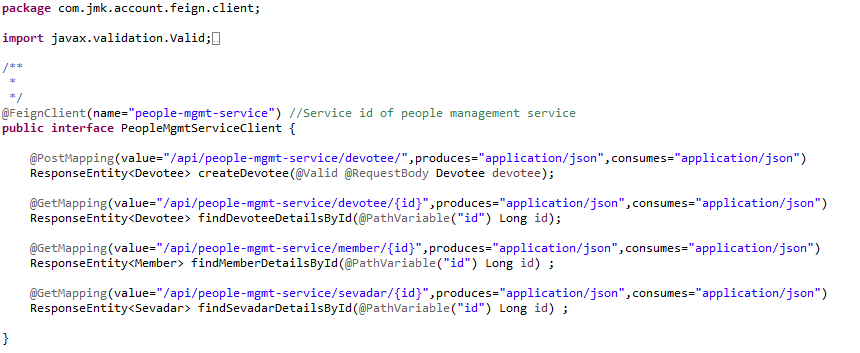 package com.jmk.account.feign.client;
import javax.validation.Valid;
/**
*
*/
@FeignClient(name="people-mgmt-service") //Service id of people management service
public interface PeopleMgmtServiceClient {
@PostMapping(value="/api/people-mgmt-service/devotee/",produces="application/json",consumes="application/json")
ResponseEntity<Devotee> createDevotee(@Valid @RequestBody Devotee devotee);
@GetMapping(value="/api/people-mgmt-service/devotee/{id}",produces="application/json",consumes="application/json")
ResponseEntity<Devotee> findDevoteeDetailsById(@PathVariable("id") Long id);
@GetMapping(value="/api/people-mgmt-service/member/{id}",produces="application/json",consumes="application/json")
ResponseEntity<Member> findMemberDetailsById(@PathVariable("id") Long id) ;
@GetMapping(value="/api/people-mgmt-service/sevadar/{id}",produces="application/json",consumes="application/json")
ResponseEntity<Sevadar> findSevadarDetailsById(@PathVariable("id") Long id) ;
}